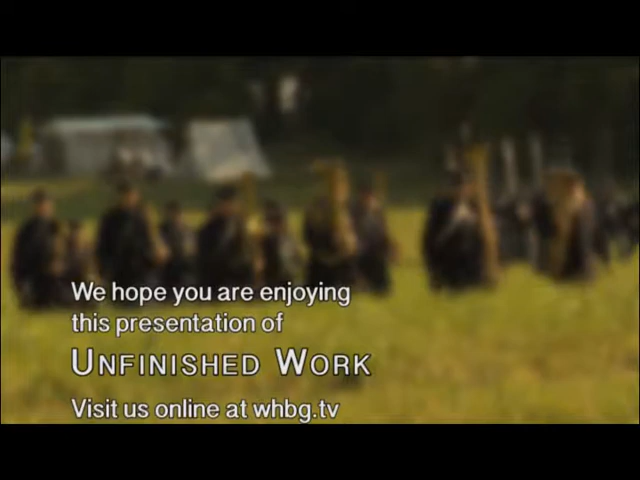 We hope you are enjoying
this presentation of
UNFINISHED WORK
Visit us online at whbg.tv